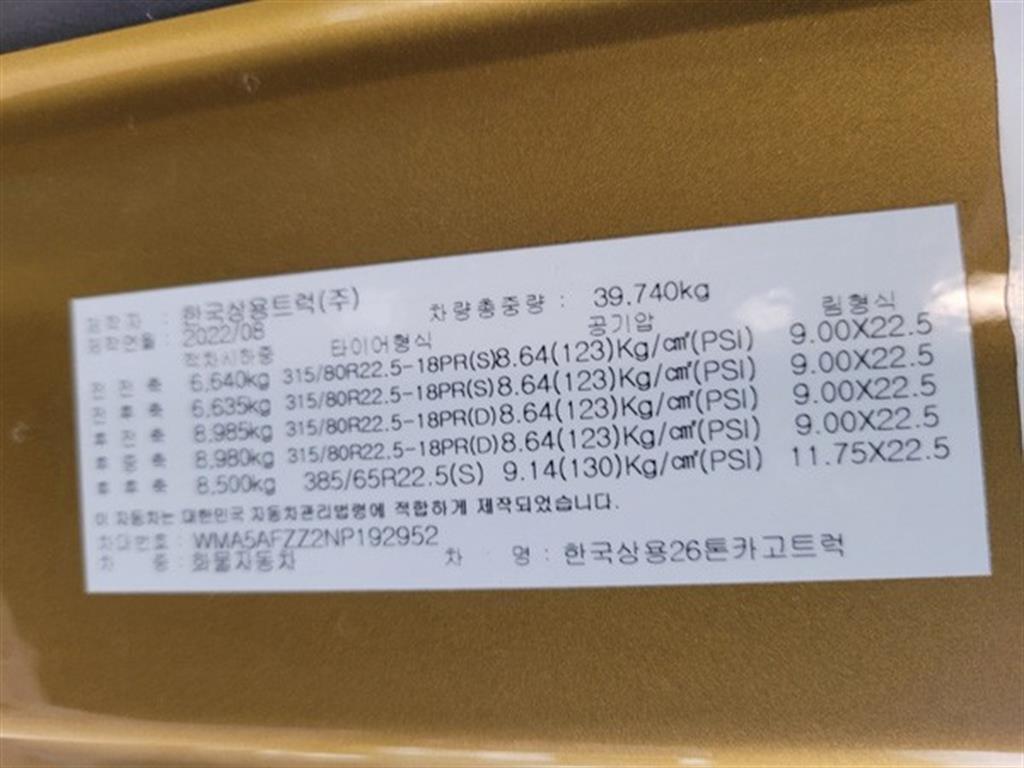 제작자 : 한국상용트럭(주) 차량총중량 : 39.740kg
제작연월 : 2022/08
적차시하중 타이어형식 공기압 림형식
전 전 축 6,640kg 315/80R22.5-18PR(S) 8.64(123)Kg/㎠(PSI) 9.00X22.5
전 후 축 6,635kg 315/80R22.5-18PR(S) 8.64(123)Kg/㎠(PSI) 9.00X22.5
후 전 축 8,985kg 315/80R22.5-18PR(D) 8.64(123)Kg/㎠(PSI) 9.00X22.5
후 중 축 8,980kg 315/80R22.5-18PR(D) 8.64(123)Kg/㎠(PSI) 9.00X22.5
후 후 축 8,500kg 385/65R22.5(S) 9.14(130)Kg/㎠(PSI) 11.75X22.5
이 자동차는 대한민국 자동차관리법령에 적합하게 제작되었습니다.
차대번호 : WMA5AFZZ2NP192952
차 종 : 화물자동차 차 명 : 한국상용26톤카고트럭